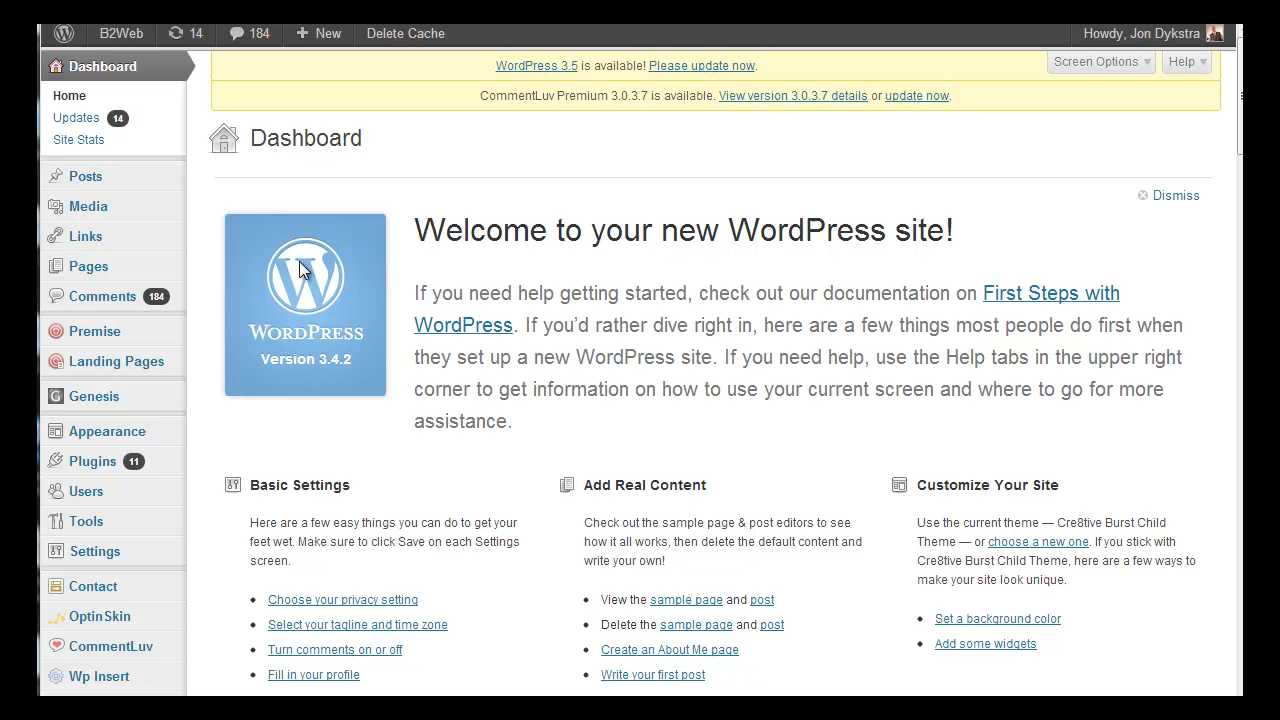 B2Web 14 184 + New Delete Cache Howdy, Jon Dykstra
Dashboard
Home
Updates 14
Site Stats
Posts
Media
Links
Pages
Comments 184
Premise
Landing Pages
Genesis
Appearance
Plugins 11
Users
Tools
Settings
Contact
OptinSkin
CommentLuv
Wp Insert
WordPress 3.5 is available! Please update now.
Screen Options Help
CommentLuv Premium 3.0.3.7 is available. View version 3.0.3.7 details or update now.
Dashboard
Dismiss
WORDPRESS
Version 3.4.2
Welcome to your new WordPress site!
If you need help getting started, check out our documentation on First Steps with
WordPress. If you’d rather dive right in, here are a few things most people do first when
they set up a new WordPress site. If you need help, use the Help tabs in the upper right
corner to get information on how to use your current screen and where to go for more
assistance.
Basic Settings
Here are a few easy things you can do to get your
feet wet. Make sure to click Save on each Settings
screen.
• Choose your privacy setting
• Select your tagline and time zone
• Turn comments on or off
• Fill in your profile
Add Real Content
Check out the sample page & post editors to see
how it all works, then delete the default content and
write your own!
• View the sample page and post
• Delete the sample page and post
• Create an About Me page
• Write your first post
Customize Your Site
Use the current theme — Cre8tive Burst Child
Theme — or choose a new one. If you stick with
Cre8tive Burst Child Theme, here are a few ways to
make your site look unique.
• Set a background color
• Add some widgets